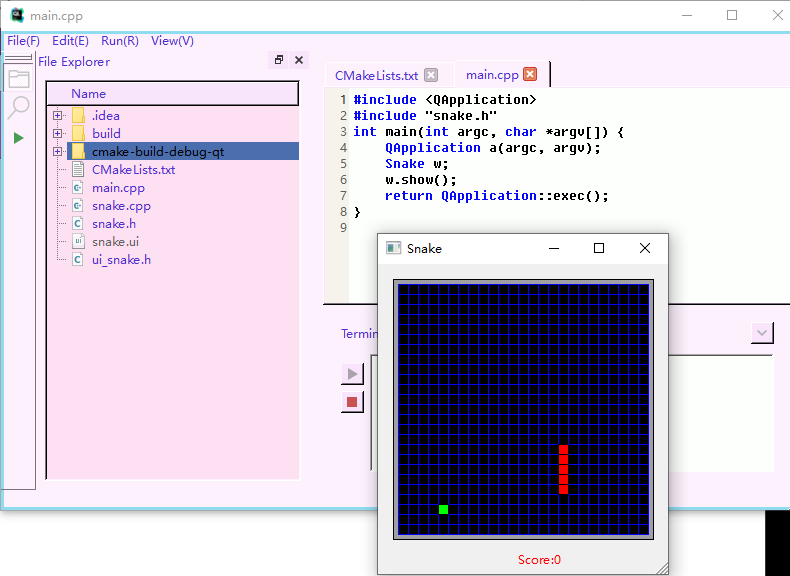 main.cpp
File(F) Edit(E) Run(R) View(V)
File Explorer
Name
.idea
build
cmake-build-debug-qt
CMakeLists.txt
main.cpp
snake.cpp
snake.h
snake.ui
ui_snake.h
CMakeLists.txt main.cpp
1 #include <QApplication>
2 #include "snake.h"
3 int main(int argc, char *argv[]) {
4 QApplication a(argc, argv);
5 Snake w;
6 w.show();
7 return QApplication::exec();
8 }
9
Termin
Snake
Score:0